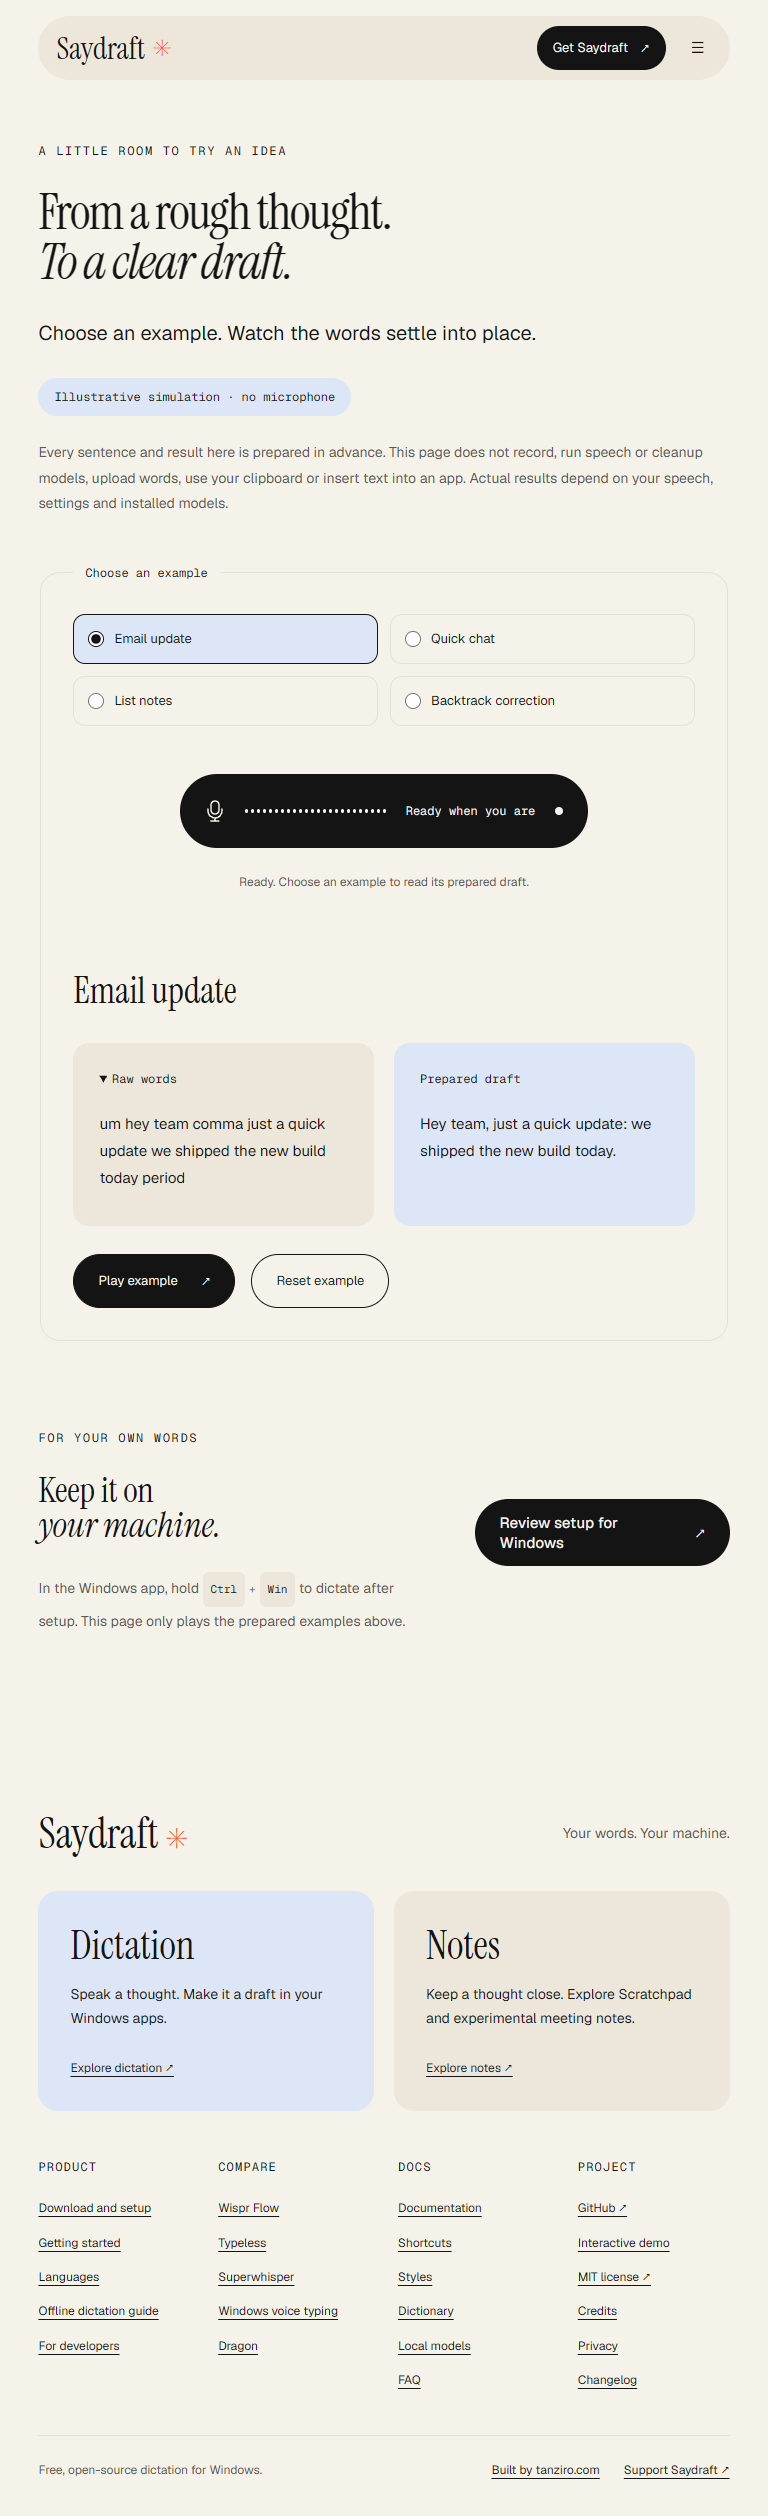 Saydraft
Get Saydraft ↗
A LITTLE ROOM TO TRY AN IDEA
From a rough thought.
To a clear draft.
Choose an example. Watch the words settle into place.
Illustrative simulation · no microphone
Every sentence and result here is prepared in advance. This page does not record, run speech or cleanup
models, upload words, use your clipboard or insert text into an app. Actual results depend on your speech,
settings and installed models.
Choose an example
Email update
Quick chat
List notes
Backtrack correction
Ready when you are
Ready. Choose an example to read its prepared draft.
Email update
Raw words
um hey team comma just a quick
update we shipped the new build
today period
Prepared draft
Hey team, just a quick update: we
shipped the new build today.
Play example ↗
Reset example
FOR YOUR OWN WORDS
Keep it on
your machine.
In the Windows app, hold Ctrl + Win to dictate after
setup. This page only plays the prepared examples above.
Review setup for
Windows ↗
Saydraft
Your words. Your machine.
Dictation
Speak a thought. Make it a draft in your
Windows apps.
Explore dictation ↗
Notes
Keep a thought close. Explore Scratchpad
and experimental meeting notes.
Explore notes ↗
PRODUCT
Download and setup
Getting started
Languages
Offline dictation guide
For developers
COMPARE
Wispr Flow
Typeless
Superwhisper
Windows voice typing
Dragon
DOCS
Documentation
Shortcuts
Styles
Dictionary
Local models
FAQ
PROJECT
GitHub ↗
Interactive demo
MIT license ↗
Credits
Privacy
Changelog
Free, open-source dictation for Windows.
Built by tanziro.com
Support Saydraft ↗